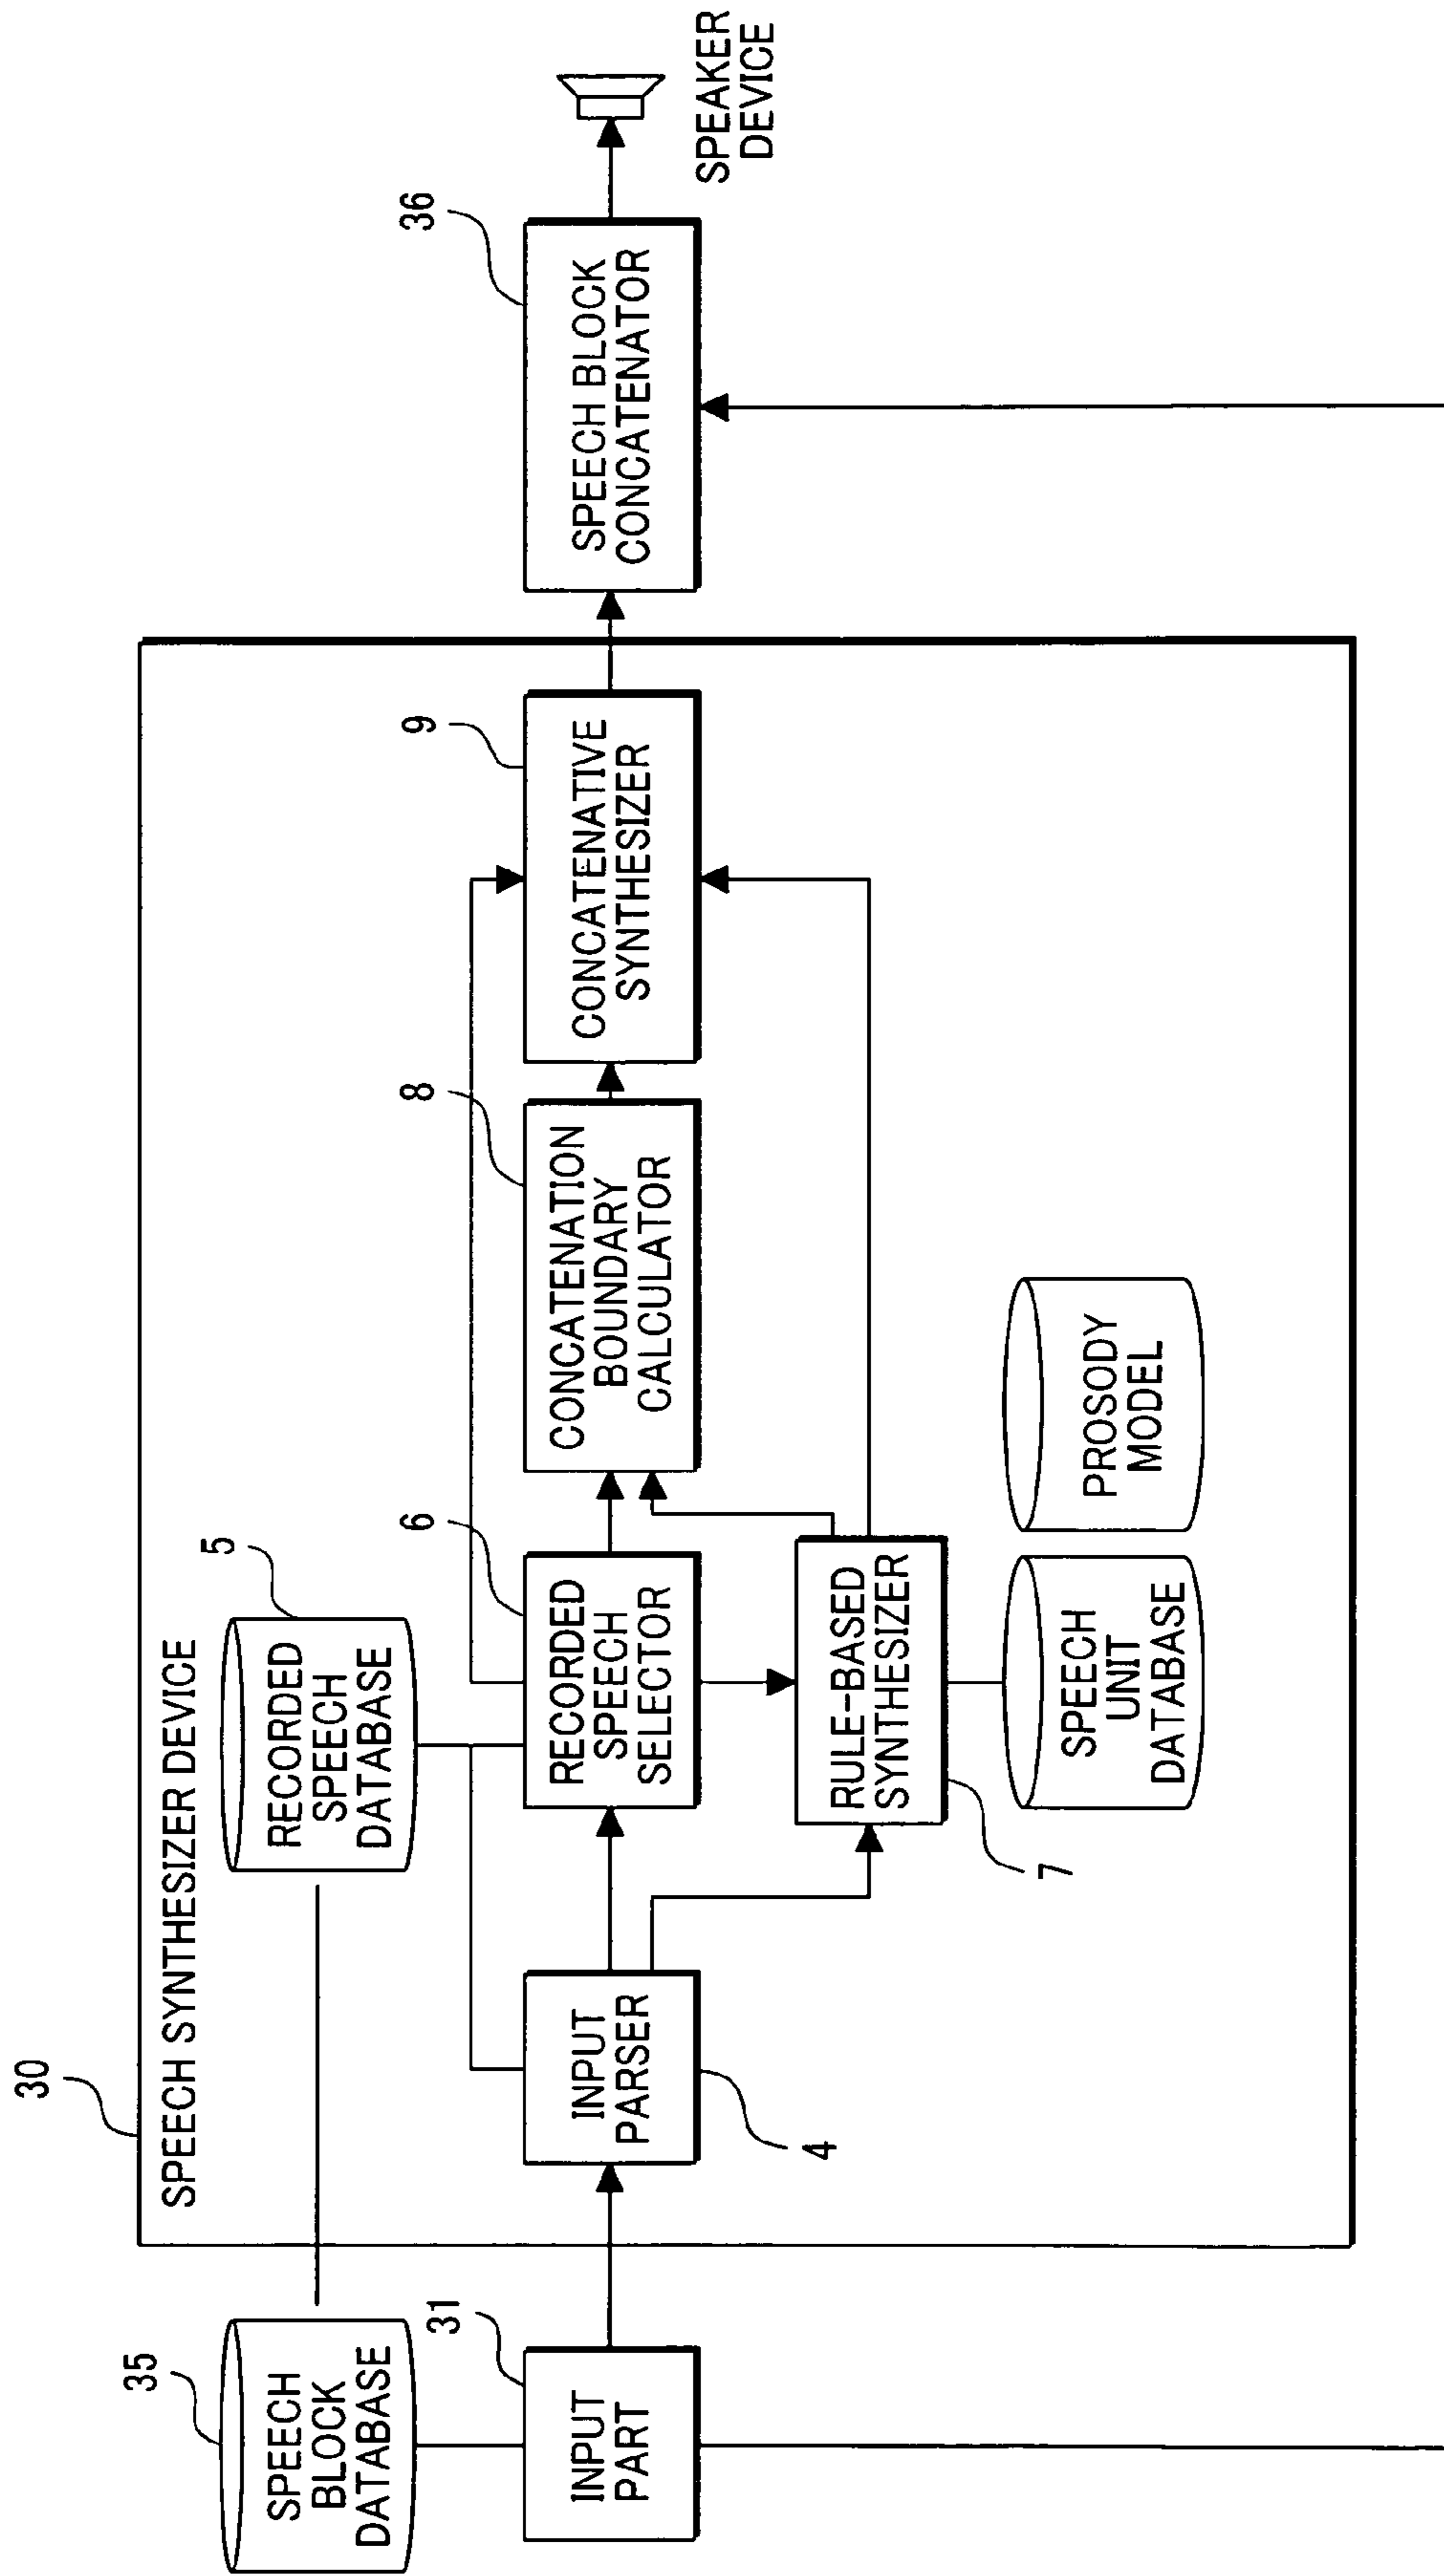 30
SPEECH SYNTHESIZER DEVICE
35
SPEECH
BLOCK
DATABASE
5
RECORDED
SPEECH
DATABASE
31
INPUT
PART
INPUT
PARSER
4
6
RECORDED
SPEECH
SELECTOR
8
CONCATENATION
BOUNDARY
CALCULATOR
9
CONCATENATIVE
SYNTHESIZER
36
SPEECH BLOCK
CONCATENATOR
SPEAKER
DEVICE
RULE-BASED
SYNTHESIZER
7
SPEECH
UNIT
DATABASE
PROSODY
MODEL